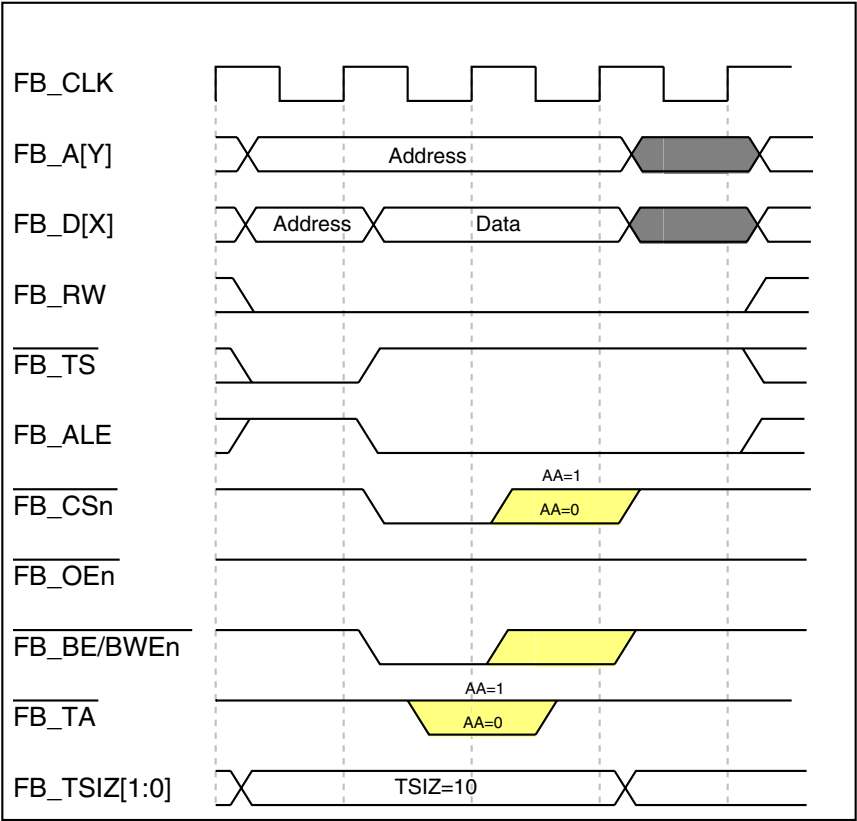 FB_CLK
FB_A[Y]
Address
FB_D[X]
Address
Data
FB_RW
FB_TS
FB_ALE
AA=1
FB_CSn
AA=0
FB_OEn
FB_BE/BWEn
AA=1
FB_TA
AA=0
FB_TSIZ[1:0]
TSIZ=10